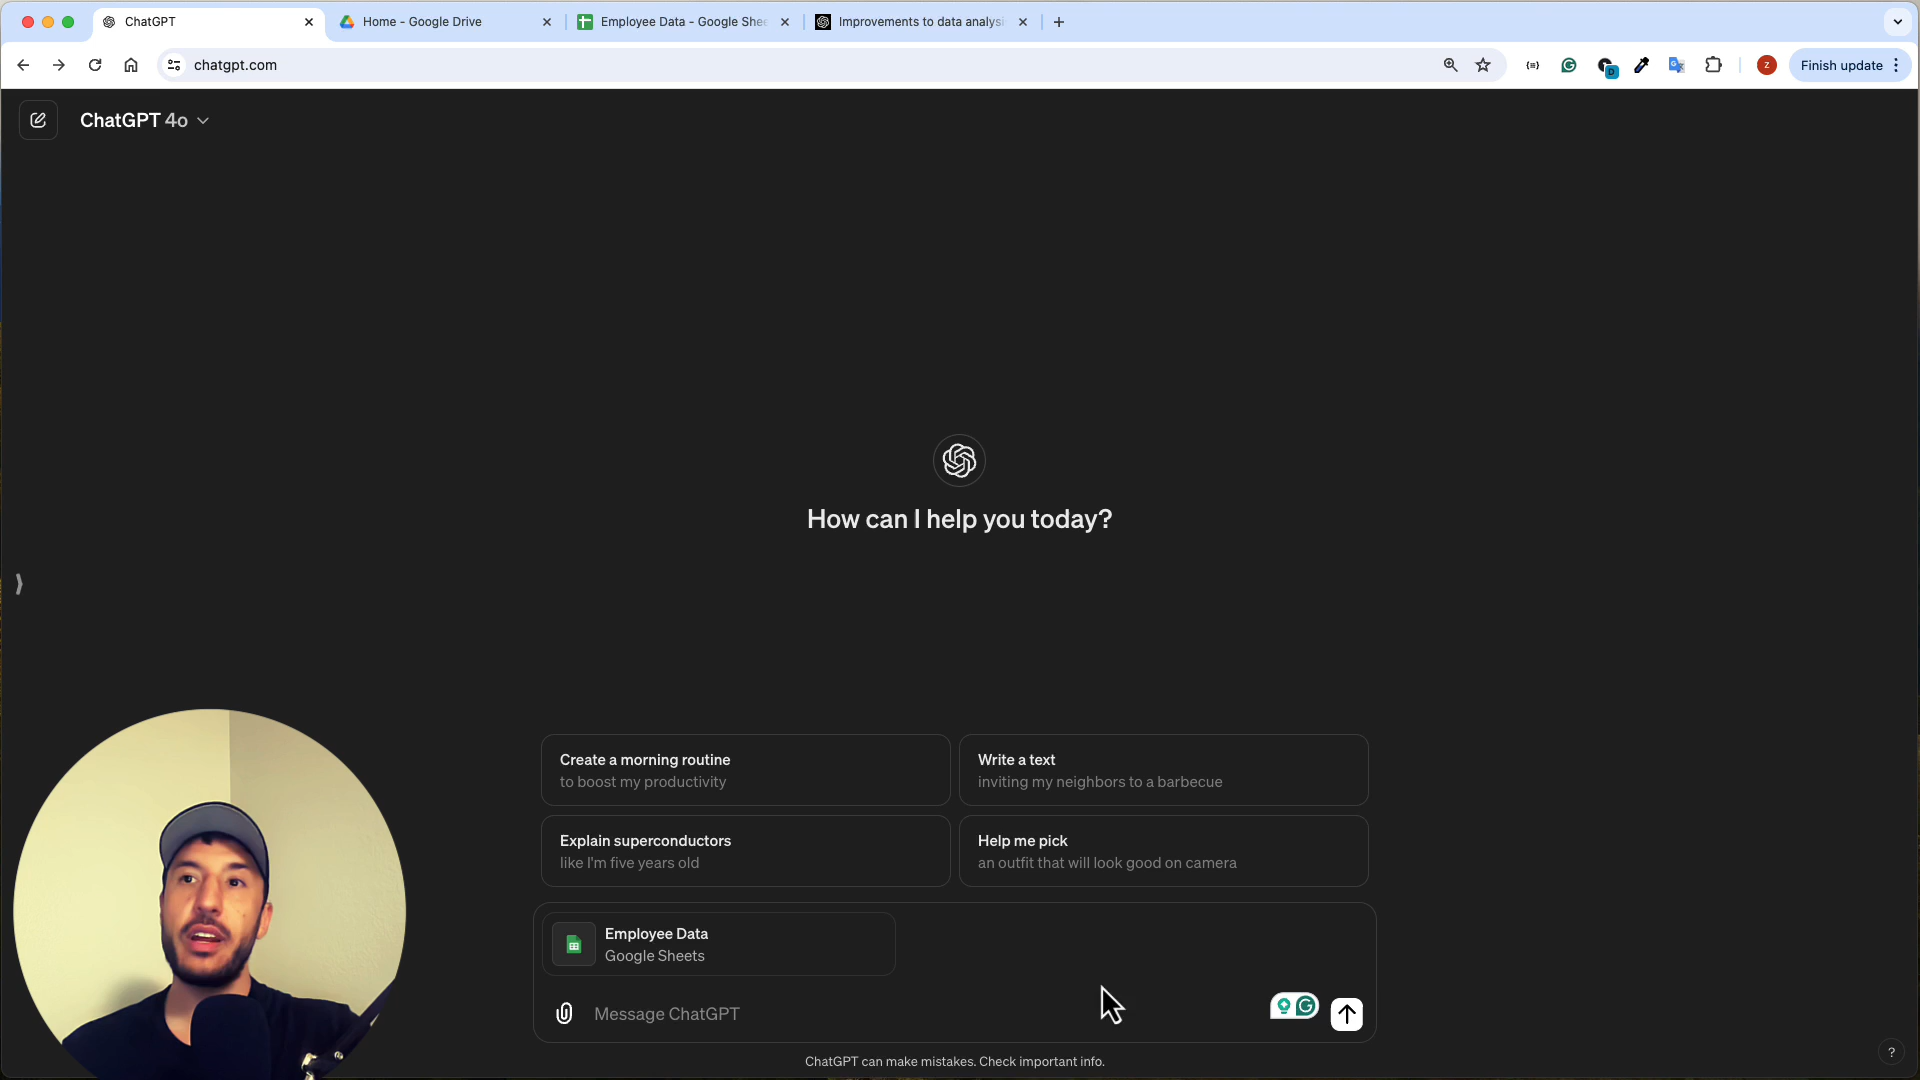 ChatGPT
Home - Google Drive
Employee Data - Google Shee
Improvements to data analysi
chatgpt.com
Finish update
Z
D
ChatGPT 4o
How can I help you today?
Create a morning routine
to boost my productivity
Write a text
inviting my neighbors to a barbecue
Explain superconductors
like I'm five years old
Help me pick
an outfit that will look good on camera
Employee Data
Google Sheets
Message ChatGPT
ChatGPT can make mistakes. Check important info.
?